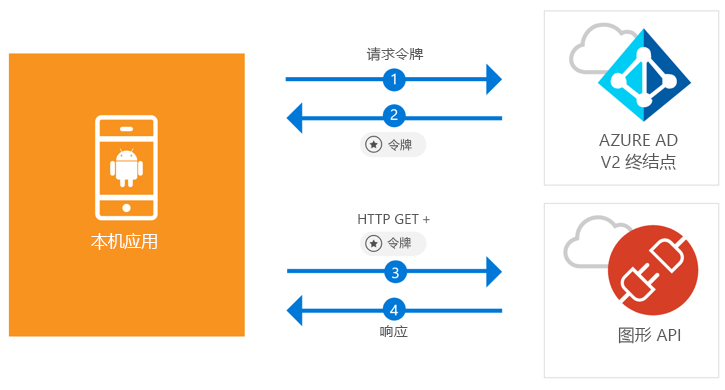 请求令牌
1
2
令牌
AZURE AD
V2 终结点
本机应用
HTTP GET +
令牌
3
4
响应
图形 API